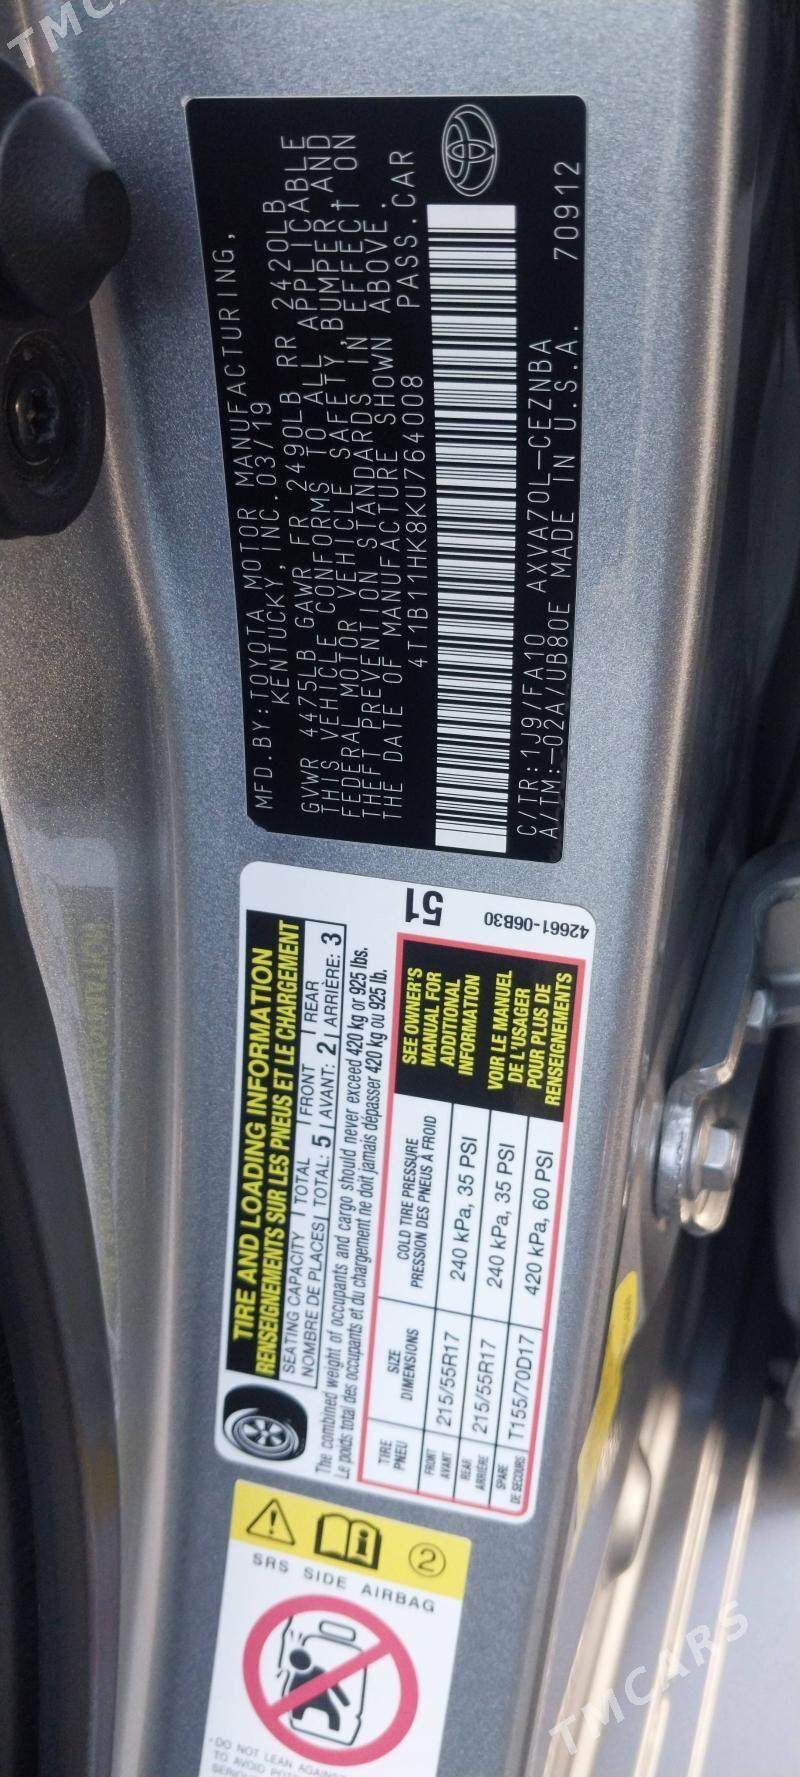 MFD.BY:TOYOTA MOTOR MANUFACTURING,
KENTUCKY, INC.03/19
GVWR 4475LB GAWR FR 2490LB RR 2420LB
THIS VEHICLE CONFORMS TO ALL APPLICABLE
FEDERAL MOTOR VEHICLE SAFETY, BUMPER, AND
THEFT PREVENTION STANDARDS IN EFFECT ON
THE DATE OF MANUFACTURE SHOWN ABOVE.
4T1B11HK8KU764008 PASS.CAR
C/TR:1J9/FA10 AXVA70L-CEZNBA
A/TM:-02A/UB80E MADE IN U.S.A. 70912
TIRE AND LOADING INFORMATION
RENSEIGNEMENTS SUR LES PNEUS ET LE CHARGEMENT
SEATING CAPACITY TOTAL FRONT REAR
NOMBRE DE PLACES TOTAL: 5 AVANT: 2 ARRIÈRE: 3
The combined weight of occupants and cargo should never exceed 420 kg or 925 lbs.
Le poids total des occupants et du chargement ne doit jamais dépasser 420 kg ou 925 lb.
TIRE PNEU
SIZE DIMENSIONS
COLD TIRE PRESSURE
PRESSION DES PNEUS À FROID
FRONT AVANT 215/55R17 240 kPa, 35 PSI
REAR ARRIÈRE 215/55R17 240 kPa, 35 PSI
SPARE DE SECOURS T155/70D17 420 kPa, 60 PSI
SEE OWNER'S
MANUAL FOR
ADDITIONAL
INFORMATION
VOIR LE MANUEL
DE L'USAGER
POUR PLUS DE
RENSEIGNEMENTS
51
42661-06B30
2
SRS SIDE AIRBAG
DO NOT LEAN AGAINST
TO AVOID
TMCARS